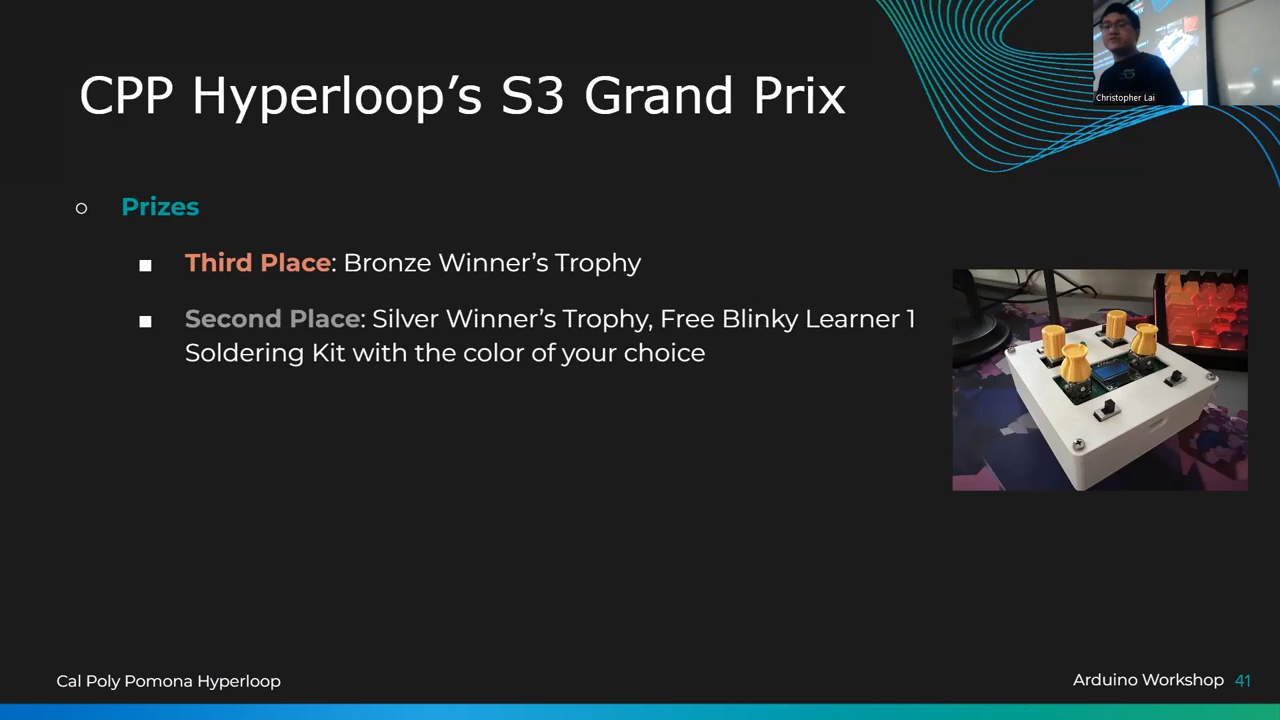 CPP Hyperloop’s S3 Grand Prix
Christopher Lai
Prizes
Third Place: Bronze Winner’s Trophy
Second Place: Silver Winner’s Trophy, Free Blinky Learner 1
Soldering Kit with the color of your choice
Cal Poly Pomona Hyperloop
Arduino Workshop 41